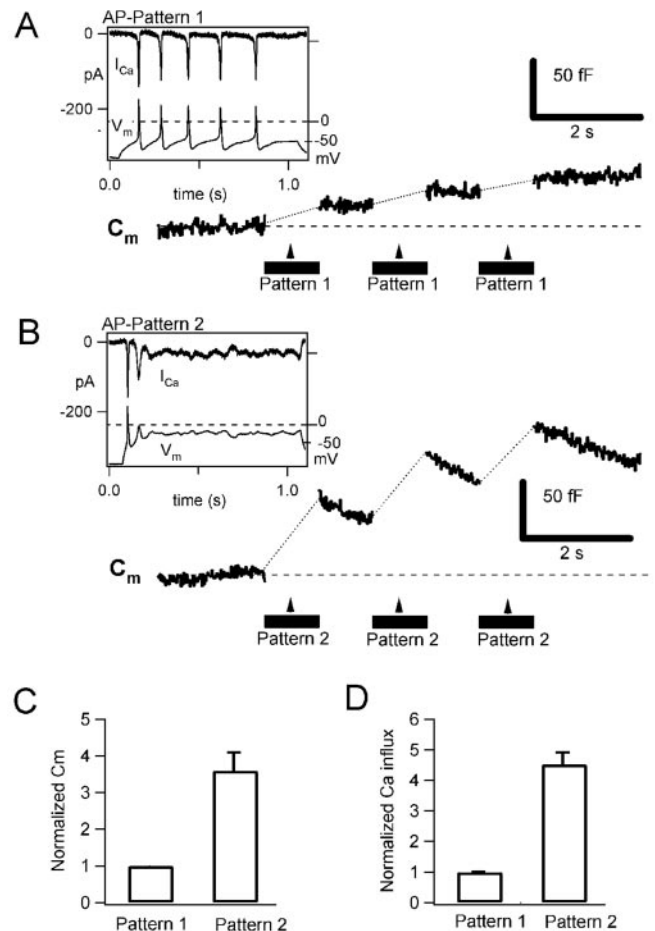 A
AP-Pattern 1
0
pA
-200
-
I_Ca
V_m
0
-50
mV
0.0
1.0
time (s)
50 fF
2 s
C_m
Pattern 1
Pattern 1
Pattern 1
B
AP-Pattern 2
0
pA
-200
I_Ca
V_m
0
-50
mV
0.0
1.0
time (s)
50 fF
2 s
C_m
Pattern 2
Pattern 2
Pattern 2
C
Normalized Cm
5
4
3
2
1
0
Pattern 1 Pattern 2
D
Normalized Ca influx
6
5
4
3
2
1
0
Pattern 1 Pattern 2